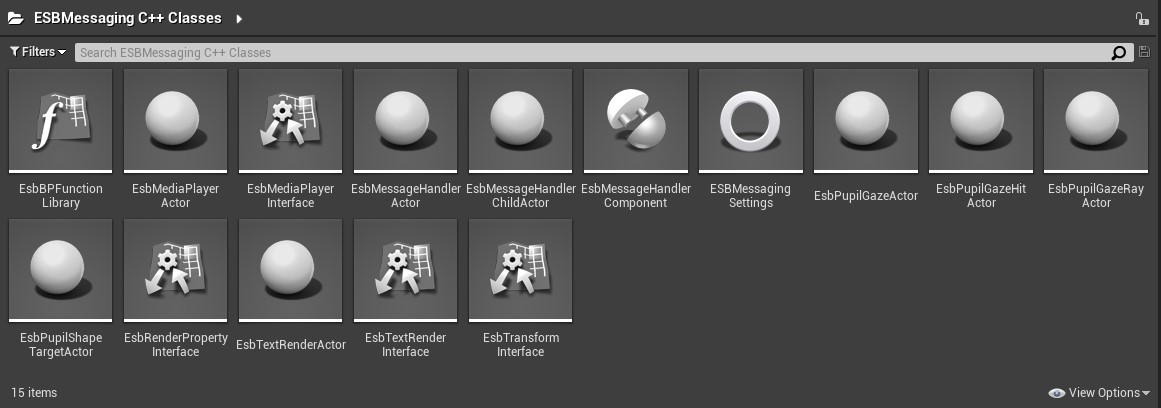 ESBMessaging C++ Classes
Filters
Search ESBMessaging C++ Classes
EsbBPFunction
Library
EsbMediaPlayer
Actor
EsbMediaPlayer
Interface
EsbMessageHandler
Actor
EsbMessageHandler
ChildActor
EsbMessageHandler
Component
ESBMessaging
Settings
EsbPupilGazeActor
EsbPupilGazeHit
Actor
EsbPupilGazeRay
Actor
EsbPupilShape
TargetActor
EsbRenderProperty
Interface
EsbTextRenderActor
EsbTextRender
Interface
EsbTransform
Interface
15 items
View Options